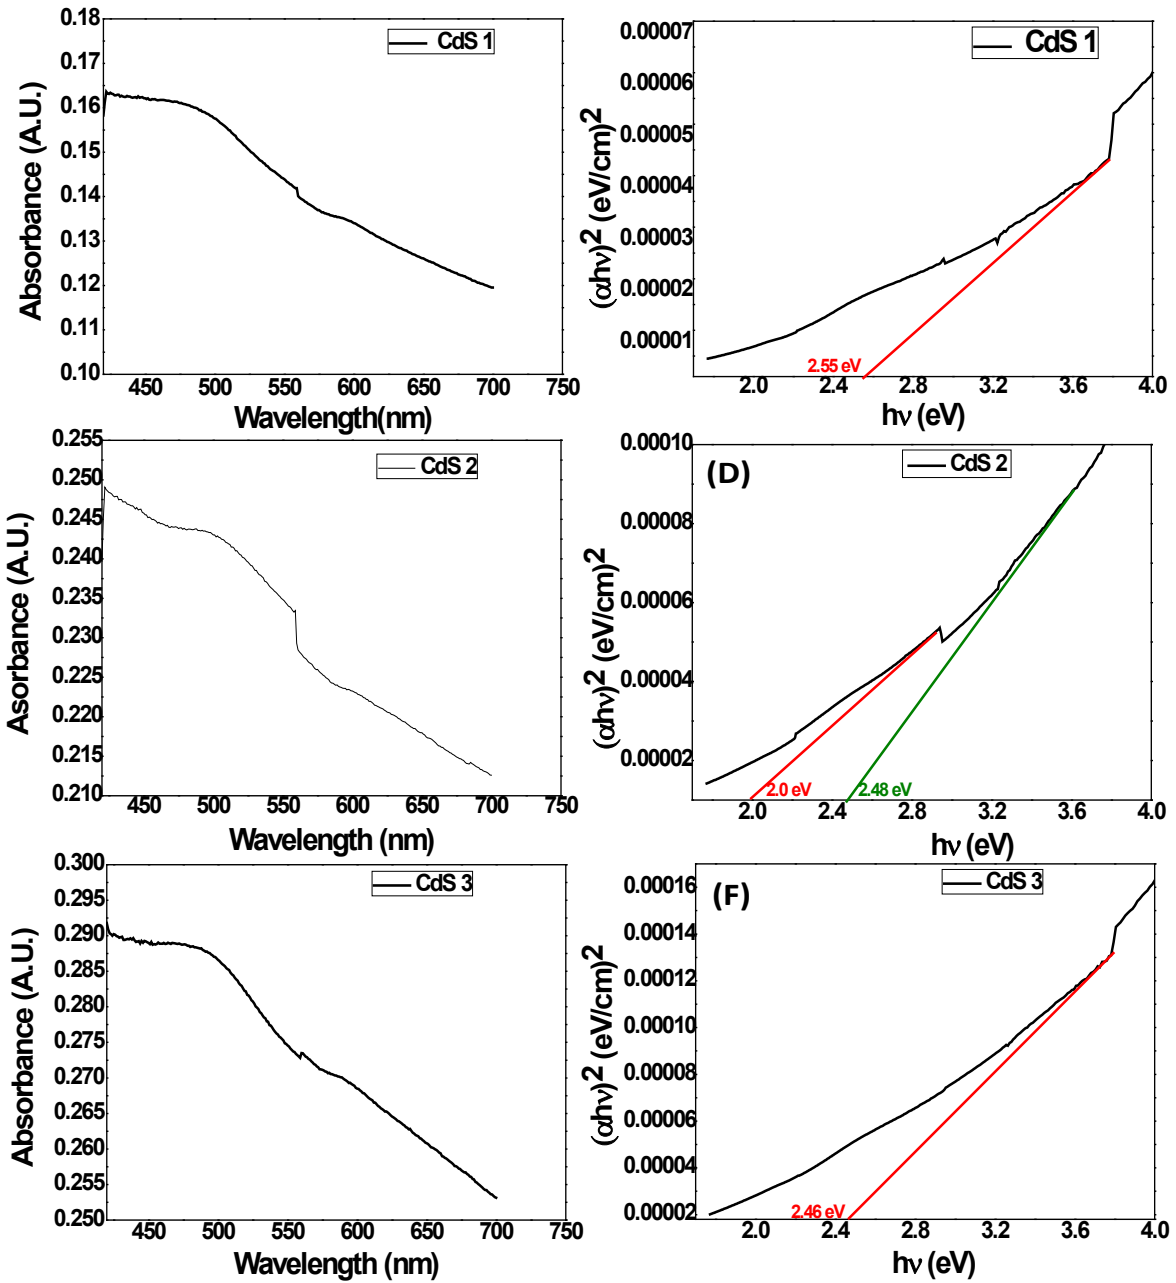 CdS 1
0.18
0.17
0.16
0.15
0.14
0.13
0.12
0.11
0.10
Absorbance (A.U.)
450 500 550 600 650 700 750
Wavelength(nm)
CdS 1
0.00007
0.00006
0.00005
0.00004
0.00003
0.00002
0.00001
(αhν)2 (eV/cm)2
2.55 eV
2.0 2.4 2.8 3.2 3.6 4.0
hν (eV)
CdS 2
0.255
0.250
0.245
0.240
0.235
0.230
0.225
0.220
0.215
0.210
Asorbance (A.U.)
450 500 550 600 650 700 750
Wavelength (nm)
(D)
CdS 2
0.00010
0.00008
0.00006
0.00004
0.00002
(αhν)2 (eV/cm)2
2.0 eV
2.48 eV
2.0 2.4 2.8 3.2 3.6 4.0
hν (eV)
CdS 3
0.300
0.295
0.290
0.285
0.280
0.275
0.270
0.265
0.260
0.255
0.250
Absorbance (A.U.)
450 500 550 600 650 700 750
Wavelength (nm)
(F)
CdS 3
0.00016
0.00014
0.00012
0.00010
0.00008
0.00006
0.00004
0.00002
(αhν)2 (eV/cm)2
2.46 eV
2.0 2.4 2.8 3.2 3.6 4.0
hν (eV)